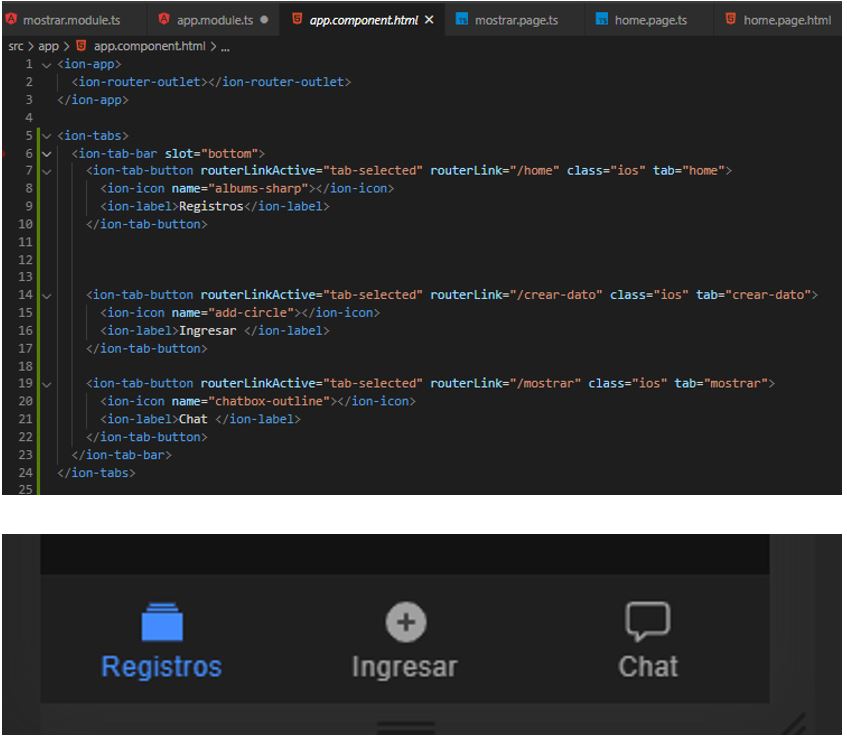 mostrar.module.ts app.module.ts app.component.html mostrar.page.ts home.page.ts home.page.html
src > app > app.component.html > ...
1 <ion-app>
2 <ion-router-outlet></ion-router-outlet>
3 </ion-app>
4
5 <ion-tabs>
6 <ion-tab-bar slot="bottom">
7 <ion-tab-button routerLinkActive="tab-selected" routerLink="/home" class="ios" tab="home">
8 <ion-icon name="albums-sharp"></ion-icon>
9 <ion-label>Registros</ion-label>
10 </ion-tab-button>
11
12
13
14 <ion-tab-button routerLinkActive="tab-selected" routerLink="/crear-dato" class="ios" tab="crear-dato">
15 <ion-icon name="add-circle"></ion-icon>
16 <ion-label>Ingresar </ion-label>
17 </ion-tab-button>
18
19 <ion-tab-button routerLinkActive="tab-selected" routerLink="/mostrar" class="ios" tab="mostrar">
20 <ion-icon name="chatbox-outline"></ion-icon>
21 <ion-label>Chat </ion-label>
22 </ion-tab-button>
23 </ion-tab-bar>
24 </ion-tabs>
25
Registros Ingresar Chat